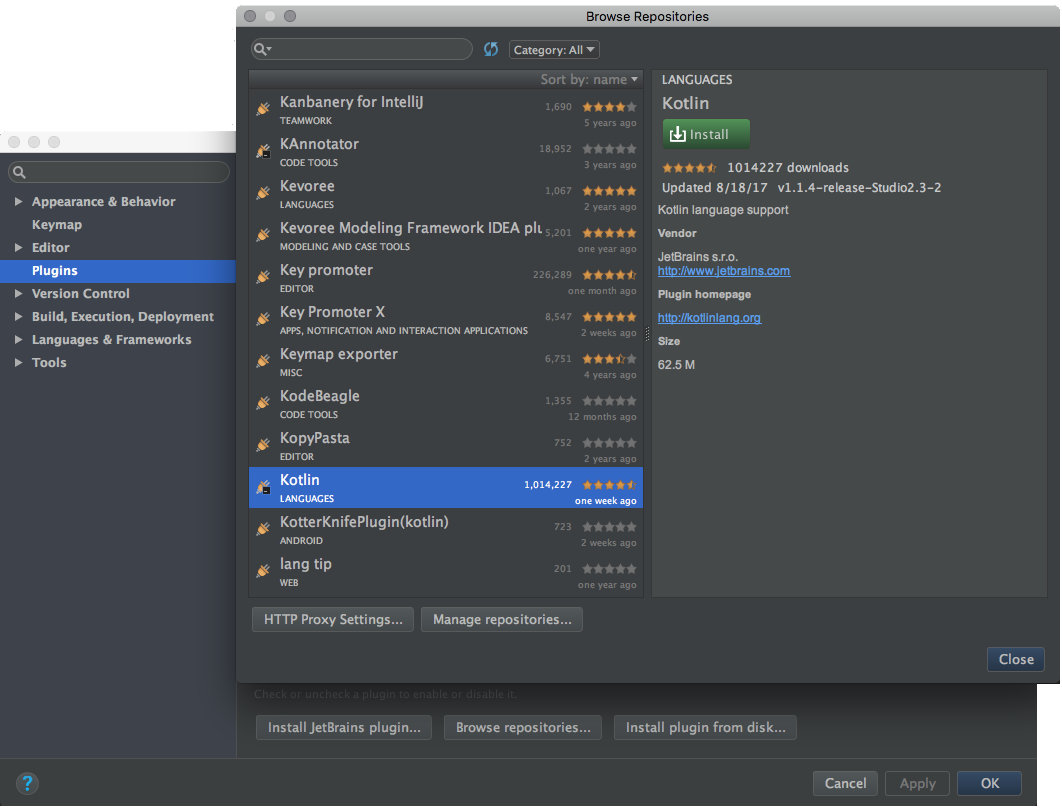 Browse Repositories
Category: All
Sort by: name
Kanbanery for IntelliJ
1,690
TEAMWORK
5 years ago
KAnnotator
18,952
CODE TOOLS
3 years ago
Kevoree
1,067
LANGUAGES
2 years ago
Kevoree Modeling Framework IDEA plu
5,201
MODELING AND CASE TOOLS
one year ago
Key promoter
226,289
EDITOR
one month ago
Key Promoter X
8,547
APPS, NOTIFICATION AND INTERACTION APPLICATIONS
2 weeks ago
Keymap exporter
6,751
MISC
4 years ago
KodeBeagle
1,355
CODE TOOLS
12 months ago
KopyPasta
752
EDITOR
2 years ago
Kotlin
1,014,227
LANGUAGES
one week ago
KotterKnifePlugin(kotlin)
723
ANDROID
2 weeks ago
lang tip
201
WEB
one year ago
HTTP Proxy Settings...
Manage repositories...
LANGUAGES
Kotlin
Install
1014227 downloads
Updated 8/18/17 v1.1.4-release-Studio2.3-2
Kotlin language support
Vendor
JetBrains s.r.o.
http://www.jetbrains.com
Plugin homepage
http://kotlinlang.org
Size
62.5 M
Close
Appearance & Behavior
Keymap
Editor
Plugins
Version Control
Build, Execution, Deployment
Languages & Frameworks
Tools
Check or uncheck a plugin to enable or disable it.
Install JetBrains plugin...
Browse repositories...
Install plugin from disk...
?
Cancel
Apply
OK